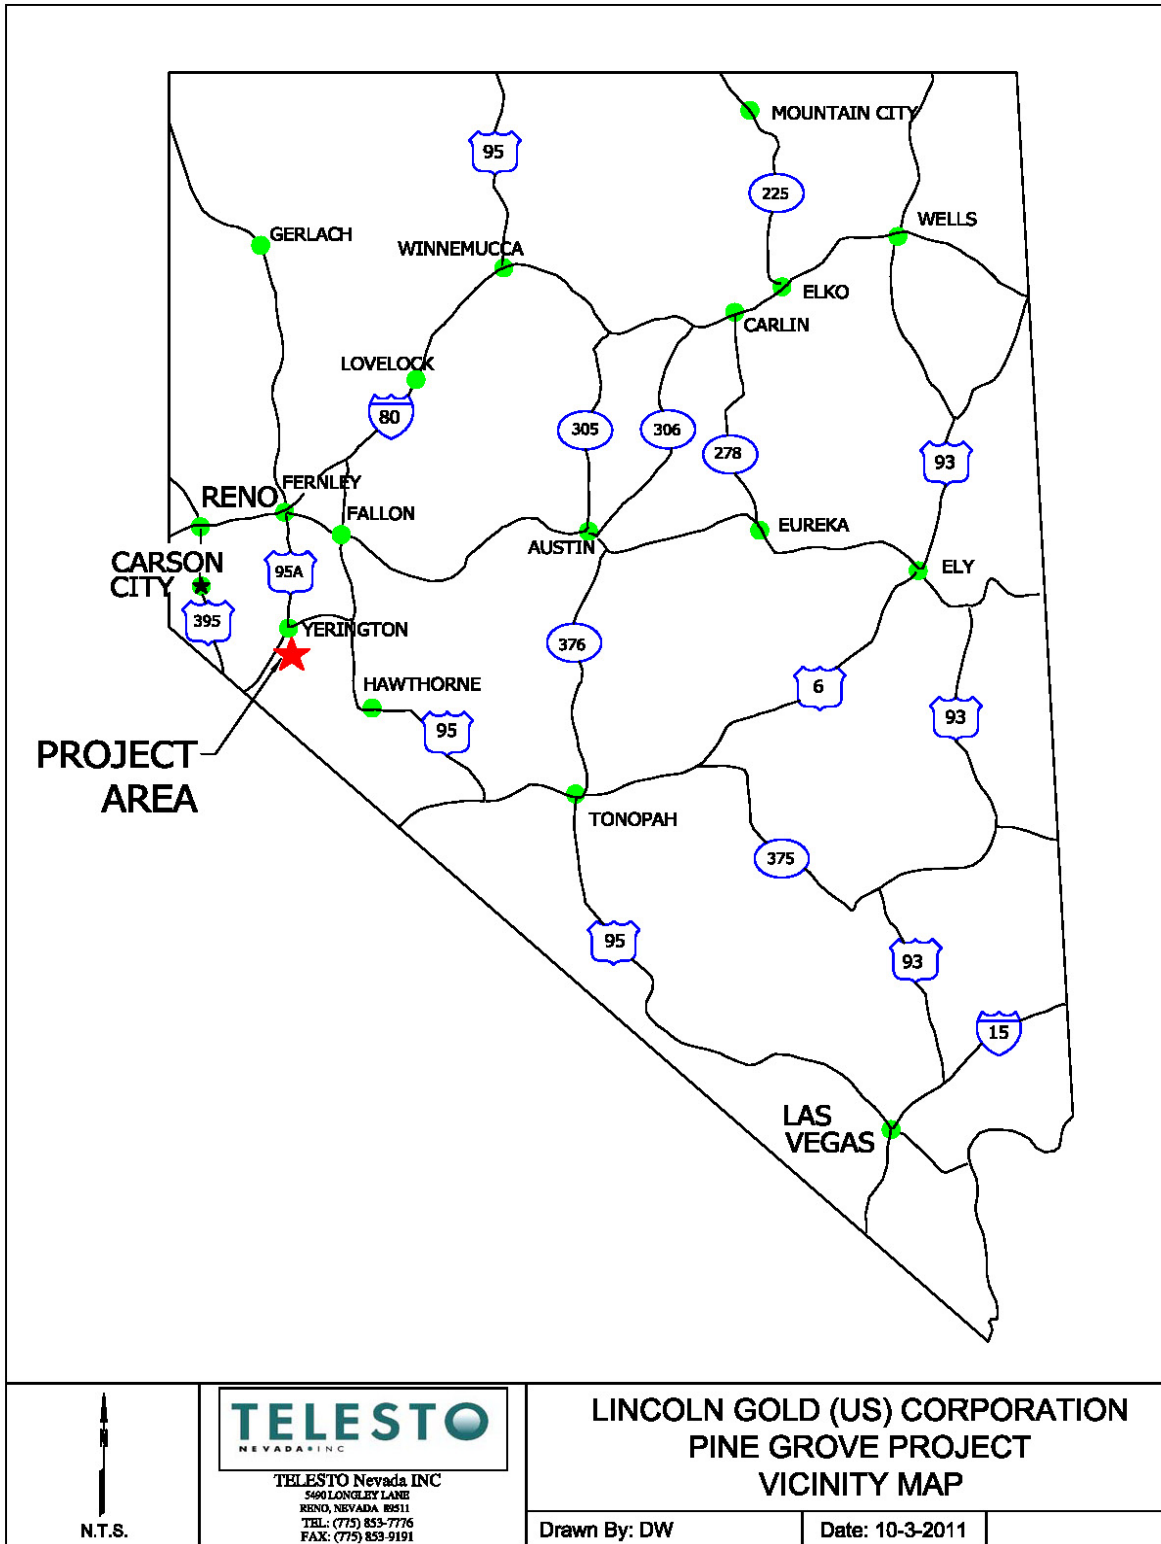 MOUNTAIN CITY
95
225
WELLS
GERLACH
WINNEMUCCA
ELKO
CARLIN
LOVELOCK
80
305
306
278
93
FERNLEY
RENO
FALLON
EUREKA
AUSTIN
CARSON
CITY
95A
ELY
395
YERINGTON
376
HAWTHORNE
6
95
93
PROJECT
AREA
TONOPAH
375
95
93
15
LAS
VEGAS
N.T.S.
TELESTO
NEVADA•INC
TELESTO Nevada INC
5490 LONGLEY LANE
RENO, NEVADA 89511
TEL: (775) 853-7776
FAX: (775) 853-9191
LINCOLN GOLD (US) CORPORATION
PINE GROVE PROJECT
VICINITY MAP
Drawn By: DW
Date: 10-3-2011